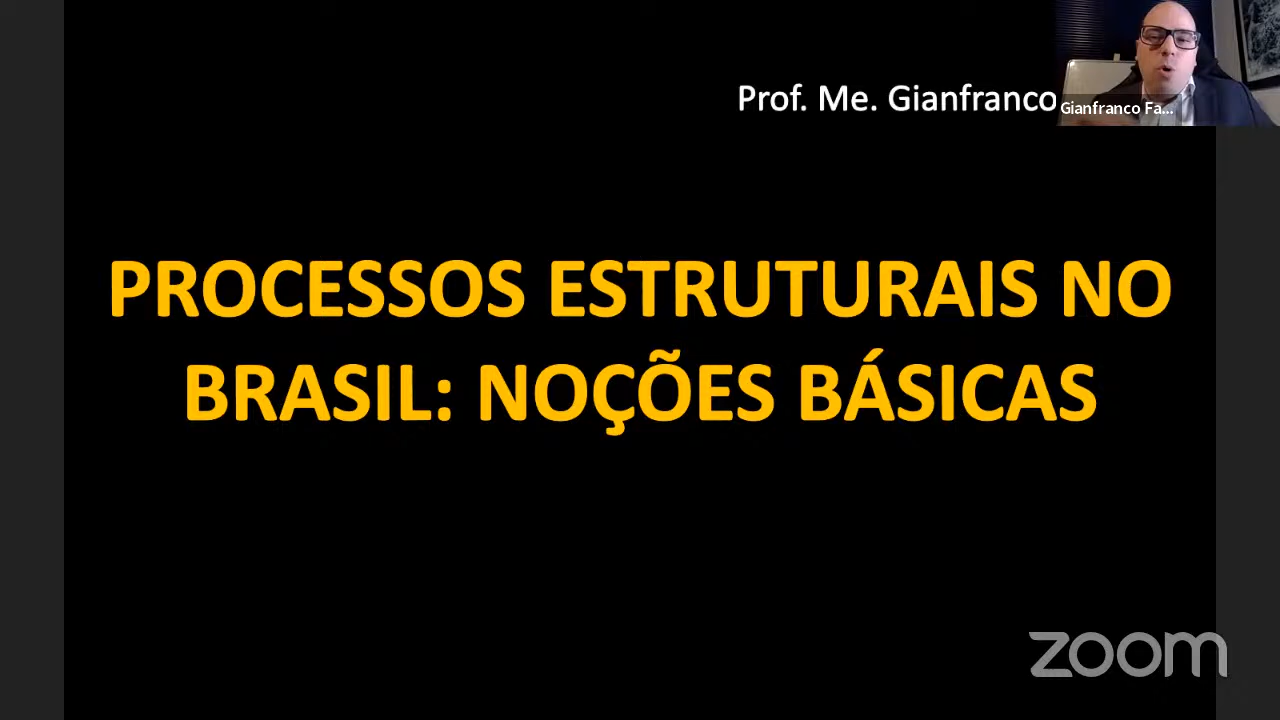 Prof. Me. Gianfranco
Gianfranco Fa...
PROCESSOS ESTRUTURAIS NO
BRASIL: NOÇÕES BÁSICAS
zoom